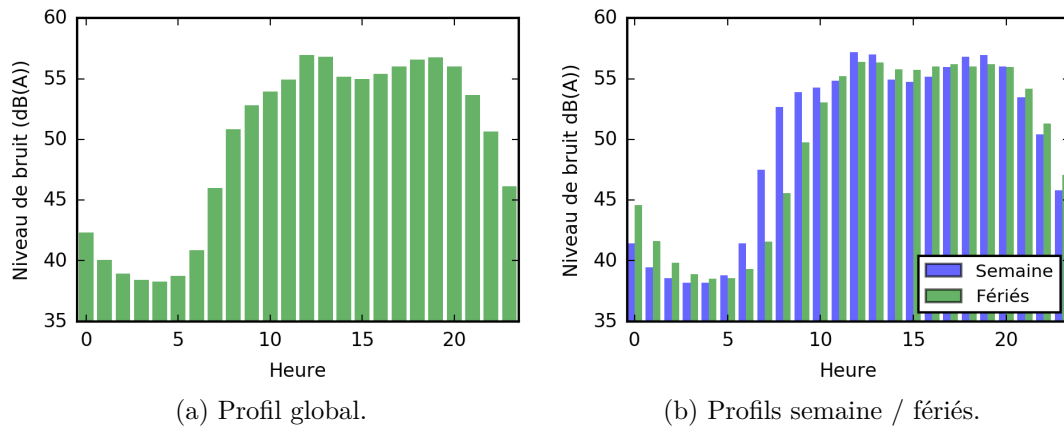 60
55
50
45
40
35
Niveau de bruit (dB(A))
0
5
10
15
20
Heure
(a) Profil global.
60
55
50
45
40
35
Niveau de bruit dB(A))
0
5
10
15
20
Heure
Semaine
Fériés
(b) Profils semaine / fériés.